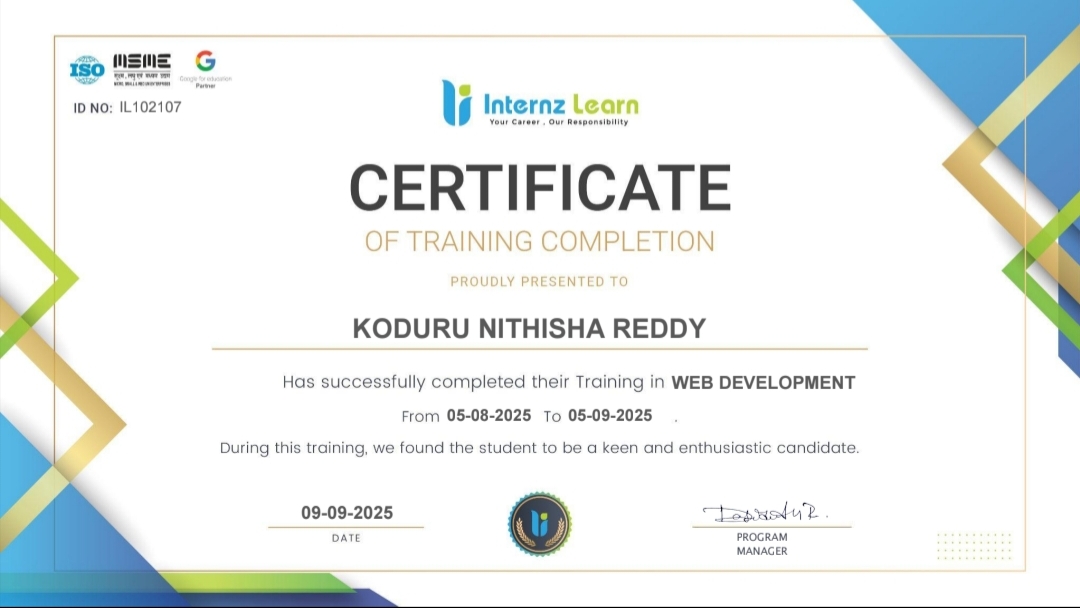 ISO
MSME
Google for education
Partner
ID NO: IL102107
Internz Learn
Your Career , Our Responsibility
CERTIFICATE
OF TRAINING COMPLETION
PROUDLY PRESENTED TO
KODURU NITHISHA REDDY
Has successfully completed their Training in WEB DEVELOPMENT
From 05-08-2025 To 05-09-2025 .
During this training, we found the student to be a keen and enthusiastic candidate.
09-09-2025
DATE
PROGRAM
MANAGER